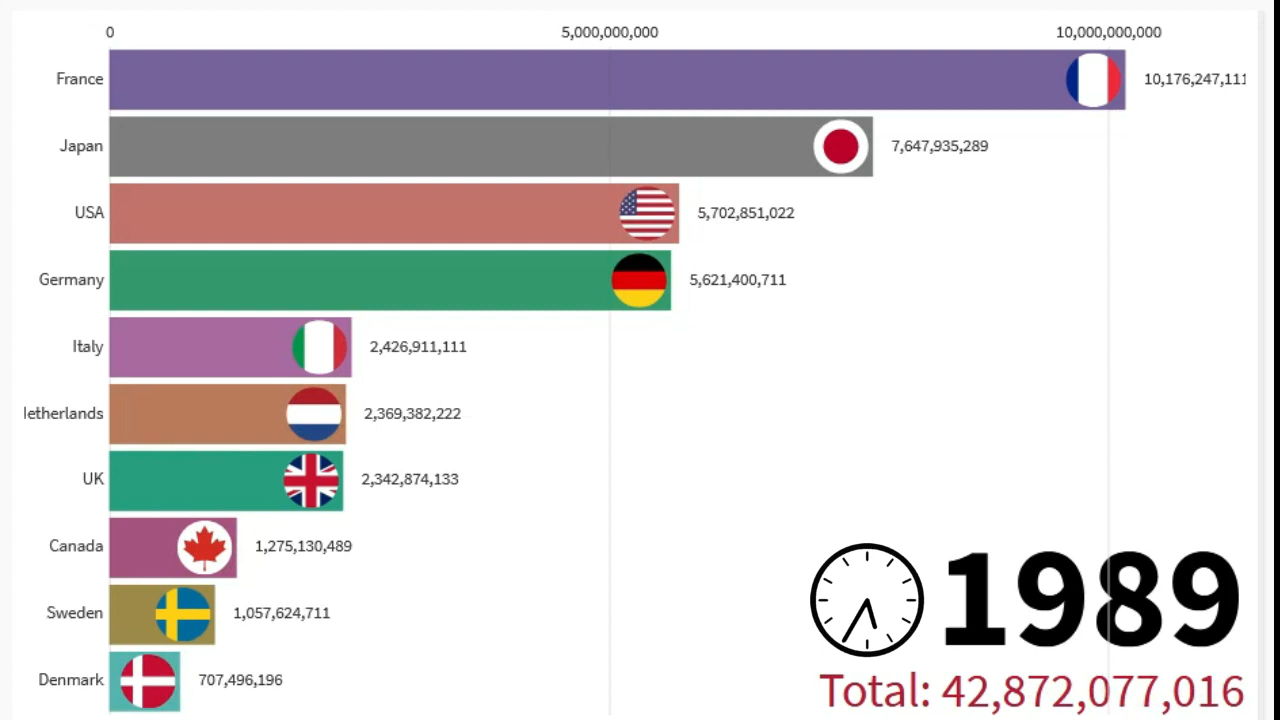 0 5,000,000,000 10,000,000,000
France 10,176,247,111
Japan 7,647,935,289
USA 5,702,851,022
Germany 5,621,400,711
Italy 2,426,911,111
letherlands 2,369,382,222
UK 2,342,874,133
Canada 1,275,130,489
Sweden 1,057,624,711
Denmark 707,496,196
1989
Total: 42,872,077,016